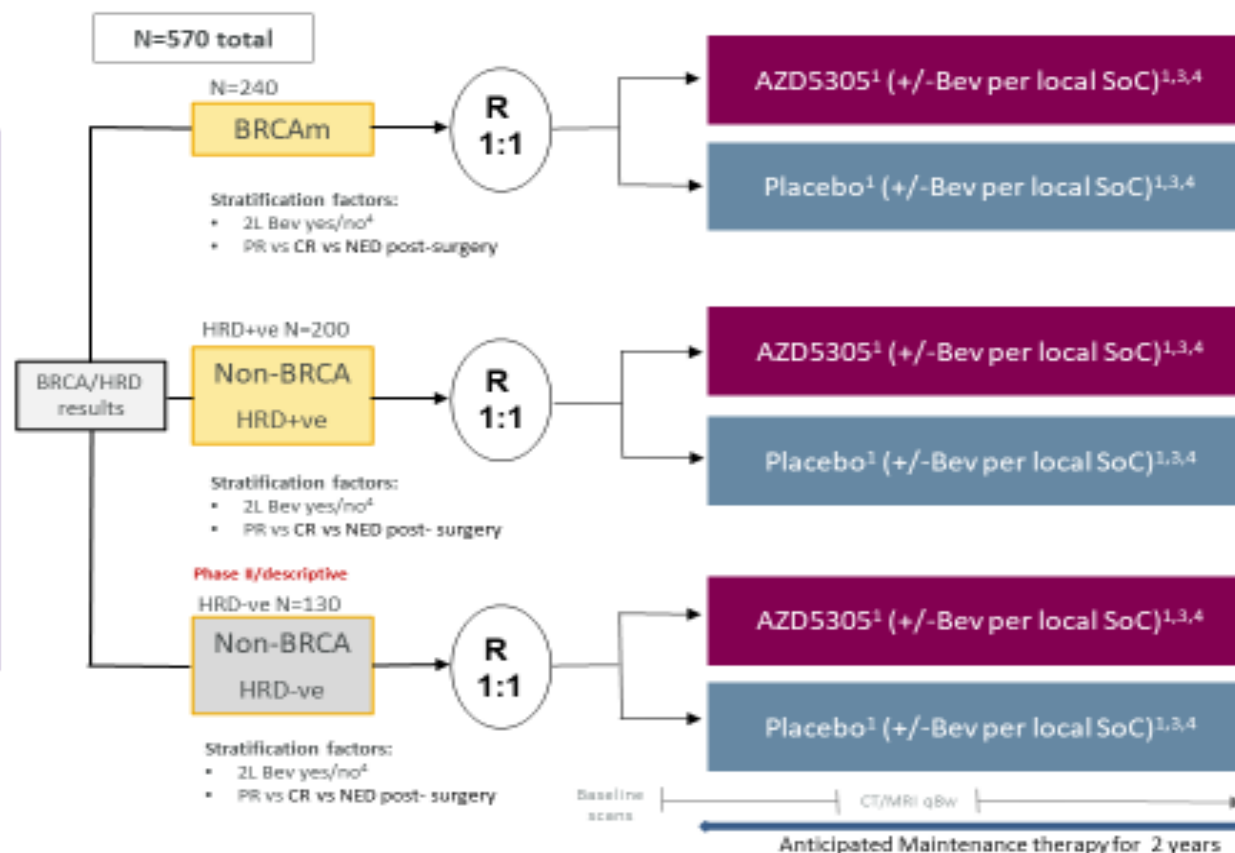 N=570 total
N=240
BRCAm
R
1:1
AZD5305¹ (+/-Bev per local SoC)¹,³,⁴
Placebo¹ (+/-Bev per local SoC)¹,³,⁴
Stratification factors:
• 2L Bev yes/no⁴
• PR vs CR vs NED post-surgery
BRCA/HRD
results
HRD+ve N=200
Non-BRCA
HRD+ve
R
1:1
AZD5305¹ (+/-Bev per local SoC)¹,³,⁴
Placebo¹ (+/-Bev per local SoC)¹,³,⁴
Stratification factors:
• 2L Bev yes/no⁴
• PR vs CR vs NED post- surgery
Phase II/descriptive
HRD-ve N=130
Non-BRCA
HRD-ve
R
1:1
AZD5305¹ (+/-Bev per local SoC)¹,³,⁴
Placebo¹ (+/-Bev per local SoC)¹,³,⁴
Stratification factors:
• 2L Bev yes/no⁴
• PR vs CR vs NED post- surgery
Baseline
scans
CT/MRI q8w
Anticipated Maintenance therapy for 2 years